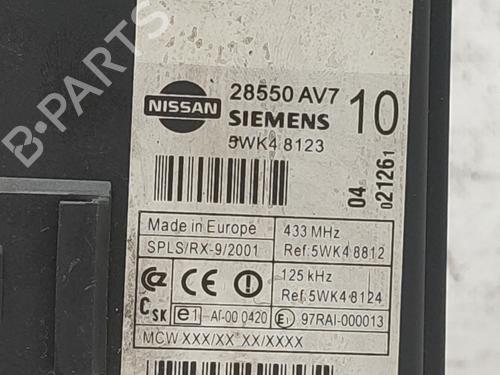 NISSAN
28550 AV7 10
SIEMENS
5WK4 8123
04
021261
Made in Europe
SPLS/RX-9/2001
433 MHz
Ref:5WK4 8812
CE
C SK
125 kHz
Ref:5WK4 8124
e1 AI-00 0420
E1 97RAI-000013
MCW XXX/XX XX/XXXX
B-PARTS